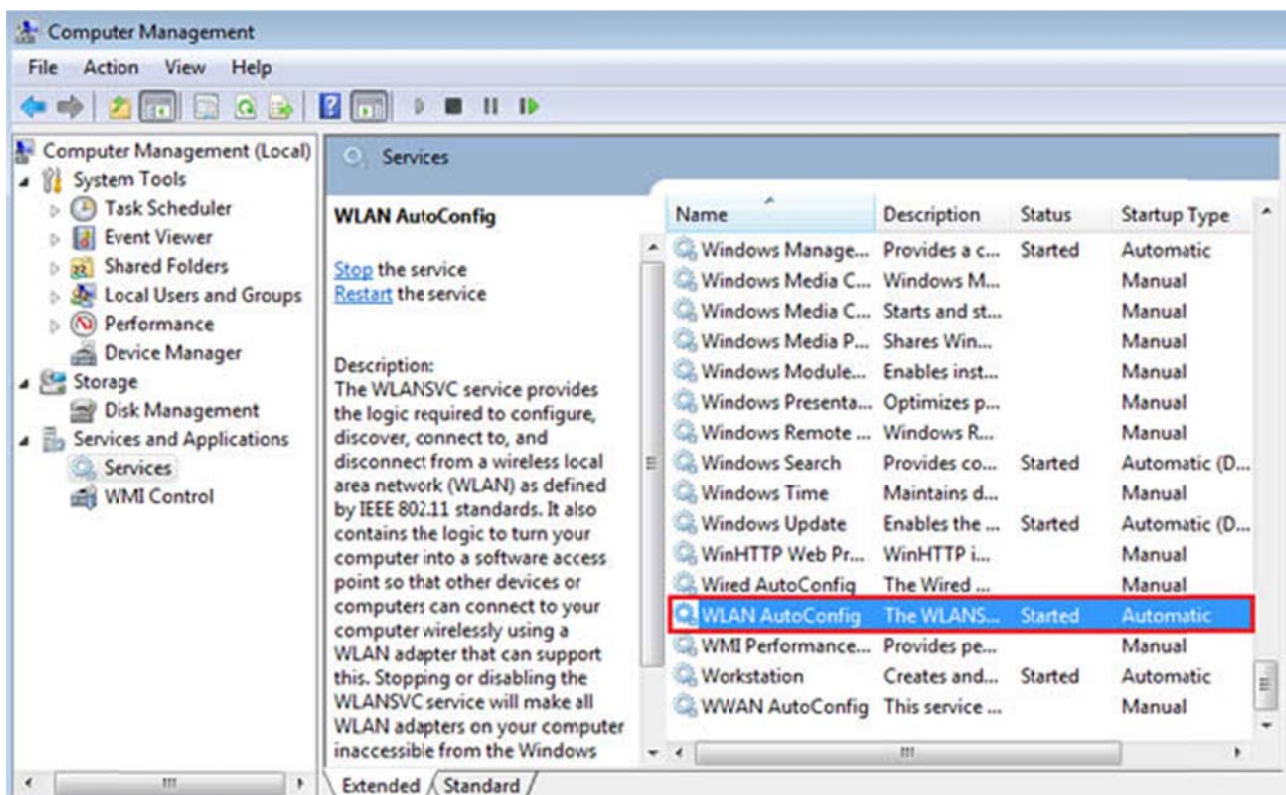 Computer Management
File Action View Help
Computer Management (Local)
System Tools
Task Scheduler
Event Viewer
Shared Folders
Local Users and Groups
Performance
Device Manager
Storage
Disk Management
Services and Applications
Services
WMI Control
Services
WLAN AutoConfig
Stop the service
Restart the service
Description:
The WLANSVC service provides
the logic required to configure,
discover, connect to, and
disconnect from a wireless local
area network (WLAN) as defined
by IEEE 802.11 standards. It also
contains the logic to turn your
computer into a software access
point so that other devices or
computers can connect to your
computer wirelessly using a
WLAN adapter that can support
this. Stopping or disabling the
WLANSVC service will make all
WLAN adapters on your computer
inaccessible from the Windows
Name Description Status Startup Type
Windows Manage... Provides a c... Started Automatic
Windows Media C... Windows M... Manual
Windows Media C... Starts and st... Manual
Windows Media P... Shares Win... Manual
Windows Module... Enables inst... Manual
Windows Presenta... Optimizes p... Manual
Windows Remote ... Windows R... Manual
Windows Search Provides co... Started Automatic (D...
Windows Time Maintains d... Manual
Windows Update Enables the ... Started Automatic (D...
WinHTTP Web Pr... WinHTTP i... Manual
Wired AutoConfig The Wired ... Manual
WLAN AutoConfig The WLANS... Started Automatic
WMI Performance... Provides pe... Manual
Workstation Creates and... Started Automatic
WWAN AutoConfig This service ... Manual
Extended Standard